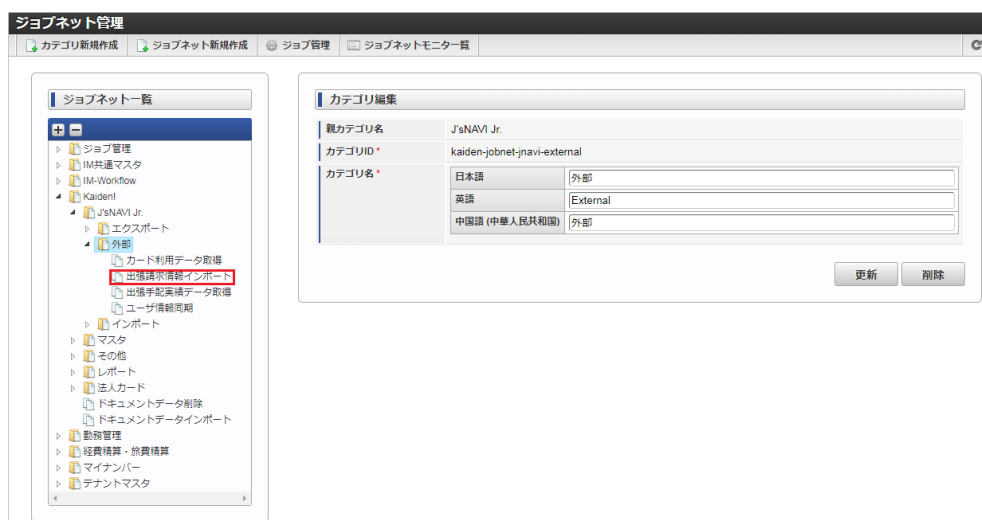 ジョブネット管理
カテゴリ新規作成 ジョブネット新規作成 ジョブ管理 ジョブネットモニター覧
ジョブネット一覧
ジョブ管理
IM共通マスタ
IM-Workflow
Kaiden!
J'sNAVI Jr.
エクスポート
外部
カード利用データ取得
出張請求情報インポート
出張手配実績データ取得
ユーザ情報同期
インポート
マスタ
その他
レポート
法人カード
ドキュメントデータ削除
ドキュメントデータインポート
勤務管理
経費精算・旅費精算
マイナンバー
テナントマスタ
カテゴリ編集
親カテゴリ名 J'sNAVI Jr.
カテゴリID * kaiden-jobnet-jnavi-external
カテゴリ名 *
日本語 外部
英語 External
中国語 (中華人民共和国) 外部
更新 削除